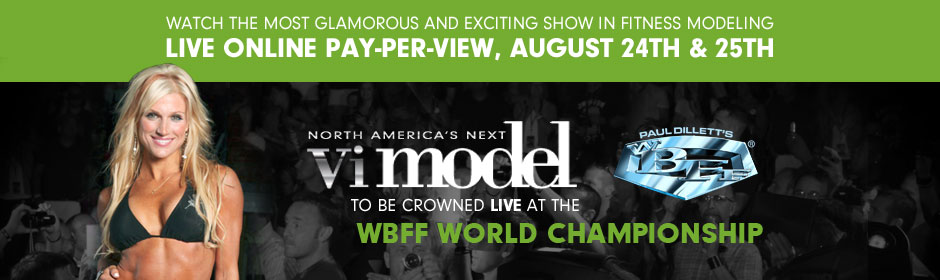 WATCH THE MOST GLAMOROUS AND EXCITING SHOW IN FITNESS MODELING
LIVE ONLINE PAY-PER-VIEW, AUGUST 24TH & 25TH
NORTH AMERICA'S NEXT
vi model
TO BE CROWNED LIVE AT THE
WBFF WORLD CHAMPIONSHIP
PAUL DILLETT'S
WBFF®